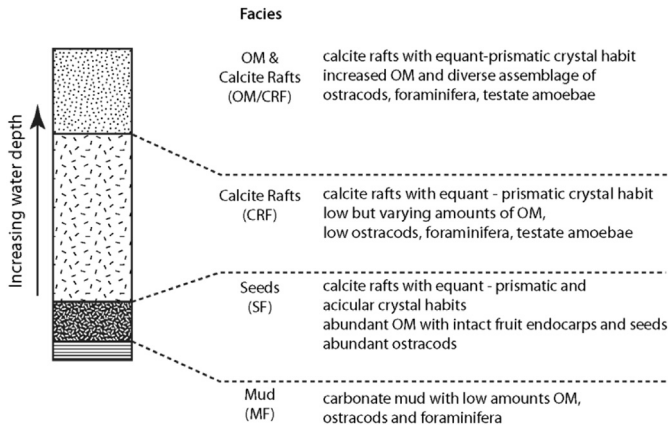 Facies
Increasing water depth
OM &
Calcite Rafts
(OM/CRF)
calcite rafts with equant-prismatic crystal habit
increased OM and diverse assemblage of
ostracods, foraminifera, testate amoebae
Calcite Rafts
(CRF)
calcite rafts with equant - prismatic crystal habit
low but varying amounts of OM,
low ostracods, foraminifera, testate amoebae
Seeds
(SF)
calcite rafts with equant - prismatic and
acicular crystal habits
abundant OM with intact fruit endocarps and seeds
abundant ostracods
Mud
(MF)
carbonate mud with low amounts OM,
ostracods and foraminifera